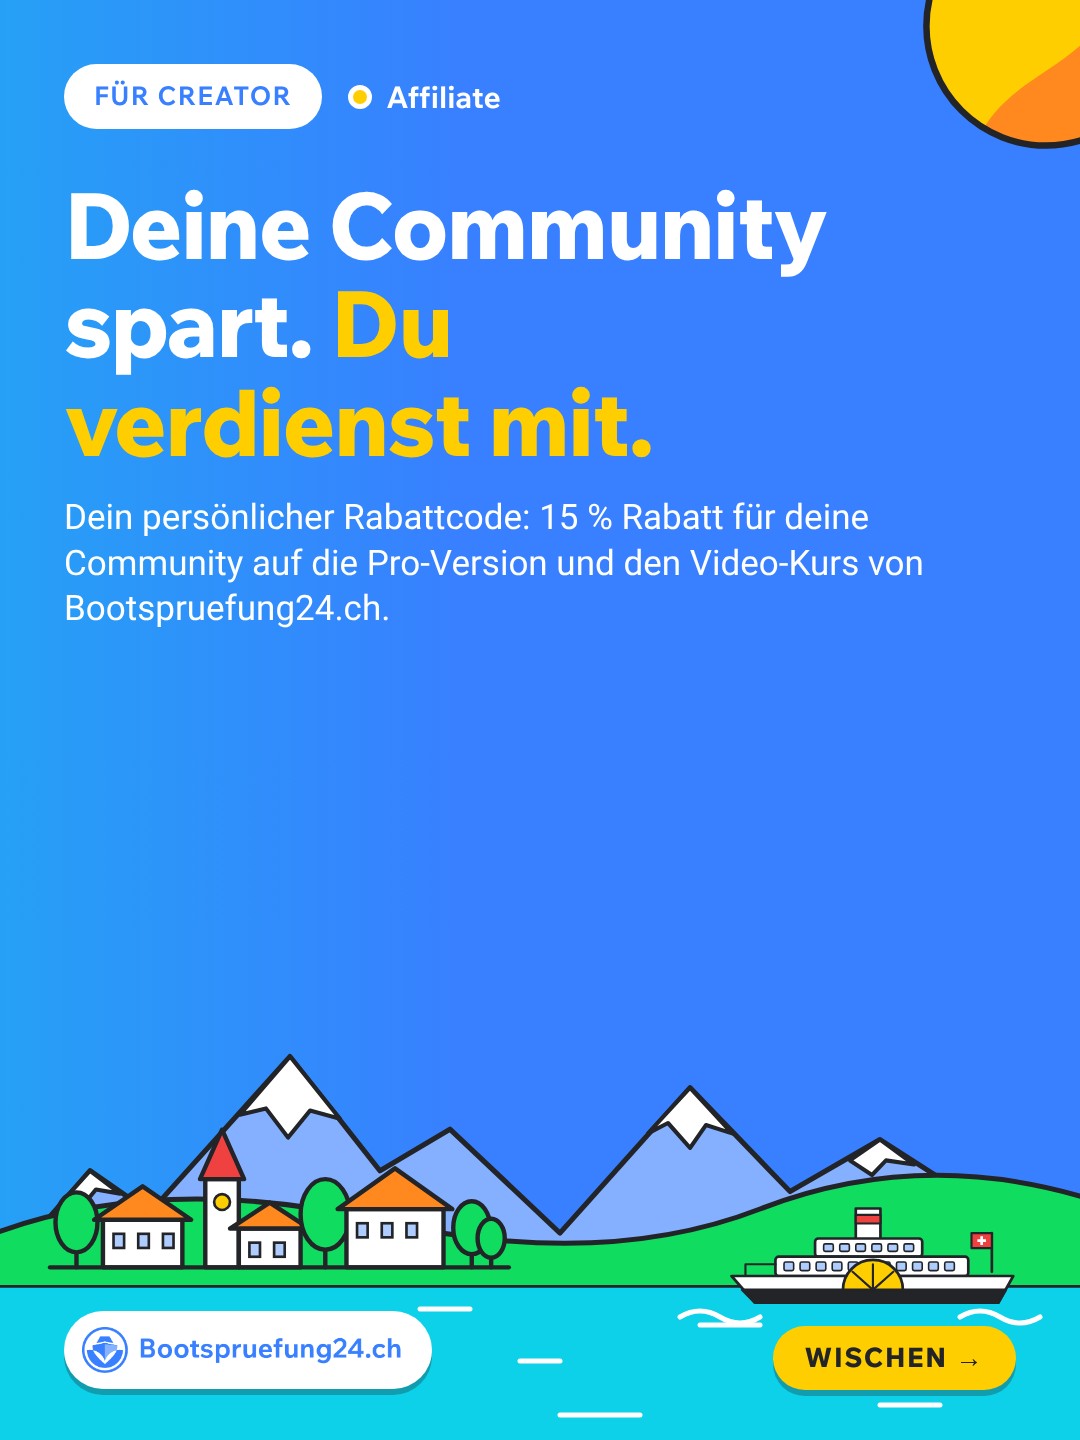 FÜR CREATOR
Affiliate
Deine Community
spart. Du
verdienst mit.
Dein persönlicher Rabattcode: 15 % Rabatt für deine
Community auf die Pro-Version und den Video-Kurs von
Bootspruefung24.ch.
Bootspruefung24.ch
WISCHEN →